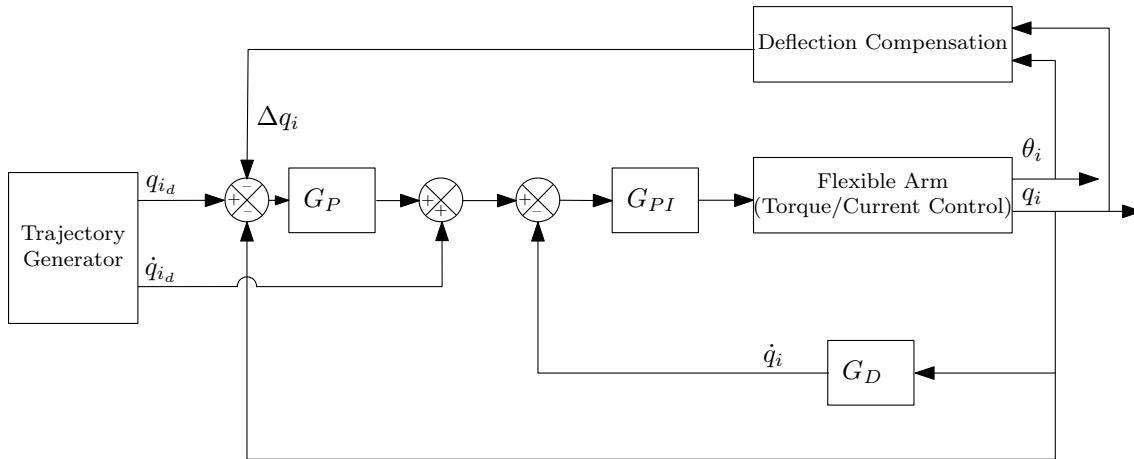 Deflection Compensation
Δq_i
θ_i
q_{i_d}
−
+
−
G_P
+
+
+
−
G_{PI}
Flexible Arm
(Torque/Current Control)
q_i
Trajectory
Generator
q̇_{i_d}
q̇_i
G_D